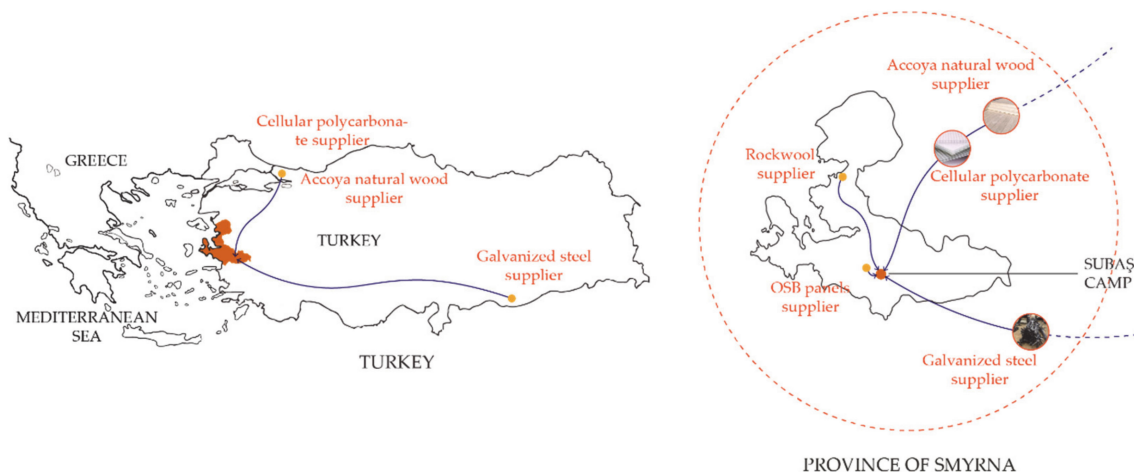 Cellular polycarbona-
te supplier
GREECE
Accoya natural wood
supplier
TURKEY
Galvanized steel
supplier
MEDITERRANEAN
SEA
TURKEY
Accoya natural wood
supplier
Rockwool
supplier
Cellular polycarbonate
supplier
SUBAŞ
CAMP
OSB panels
supplier
Galvanized steel
supplier
PROVINCE OF SMYRNA